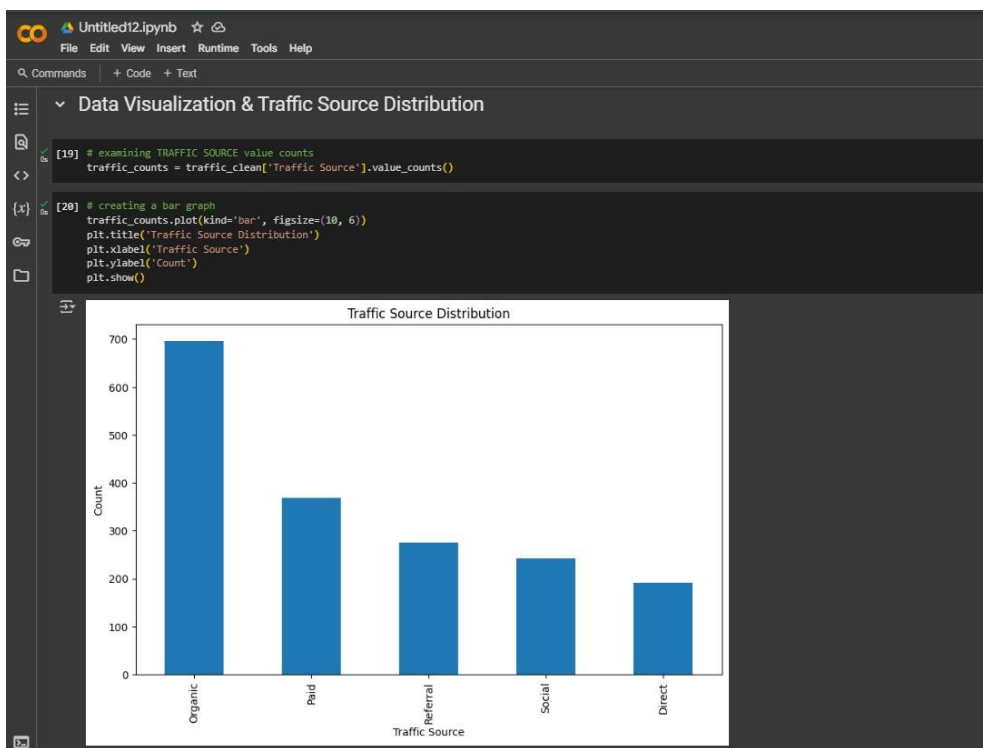 Untitled12.ipynb
File Edit View Insert Runtime Tools Help
Commands + Code + Text
Data Visualization & Traffic Source Distribution
[19] # examining TRAFFIC SOURCE value counts
0s
traffic_counts = traffic_clean['Traffic Source'].value_counts()
{x}
[20] # creating a bar graph
0s
traffic_counts.plot(kind='bar', figsize=(10, 6))
plt.title('Traffic Source Distribution')
plt.xlabel('Traffic Source')
plt.ylabel('Count')
plt.show()
Traffic Source Distribution
700
600
500
400
300
200
100
0
Count
Organic
Paid
Referral
Social
Direct
Traffic Source